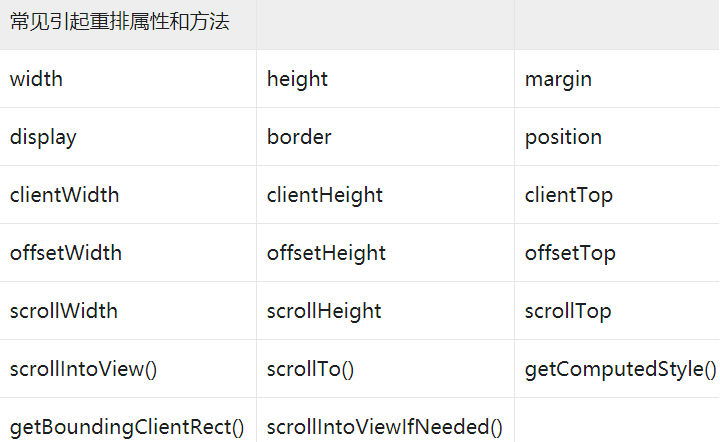 常见引起重排属性和方法
width height margin
display border position
clientWidth clientHeight clientTop
offsetWidth offsetHeight offsetTop
scrollWidth scrollHeight scrollTop
scrollIntoView() scrollTo() getComputedStyle()
getBoundingClientRect() scrollIntoViewIfNeeded()